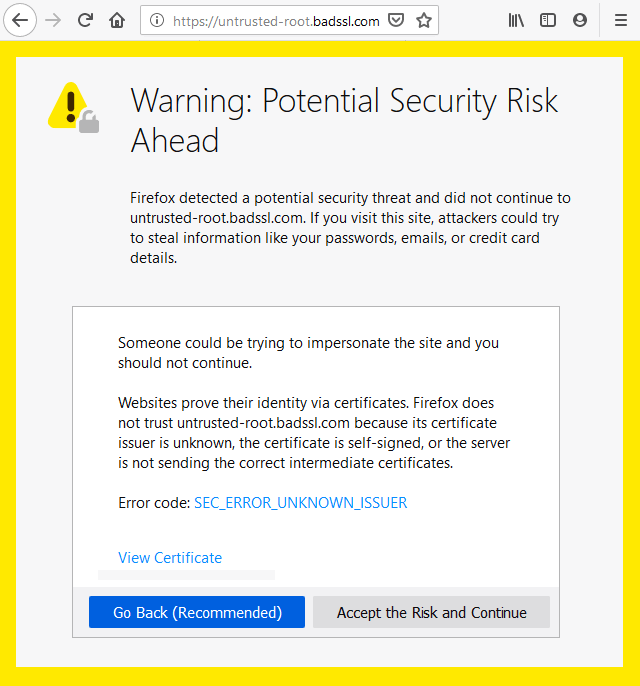 https://untrusted-root.badssl.com
Warning: Potential Security Risk
Ahead
Firefox detected a potential security threat and did not continue to
untrusted-root.badssl.com. If you visit this site, attackers could try
to steal information like your passwords, emails, or credit card
details.
Someone could be trying to impersonate the site and you
should not continue.
Websites prove their identity via certificates. Firefox does
not trust untrusted-root.badssl.com because its certificate
issuer is unknown, the certificate is self-signed, or the server
is not sending the correct intermediate certificates.
Error code: SEC_ERROR_UNKNOWN_ISSUER
View Certificate
Go Back (Recommended) Accept the Risk and Continue